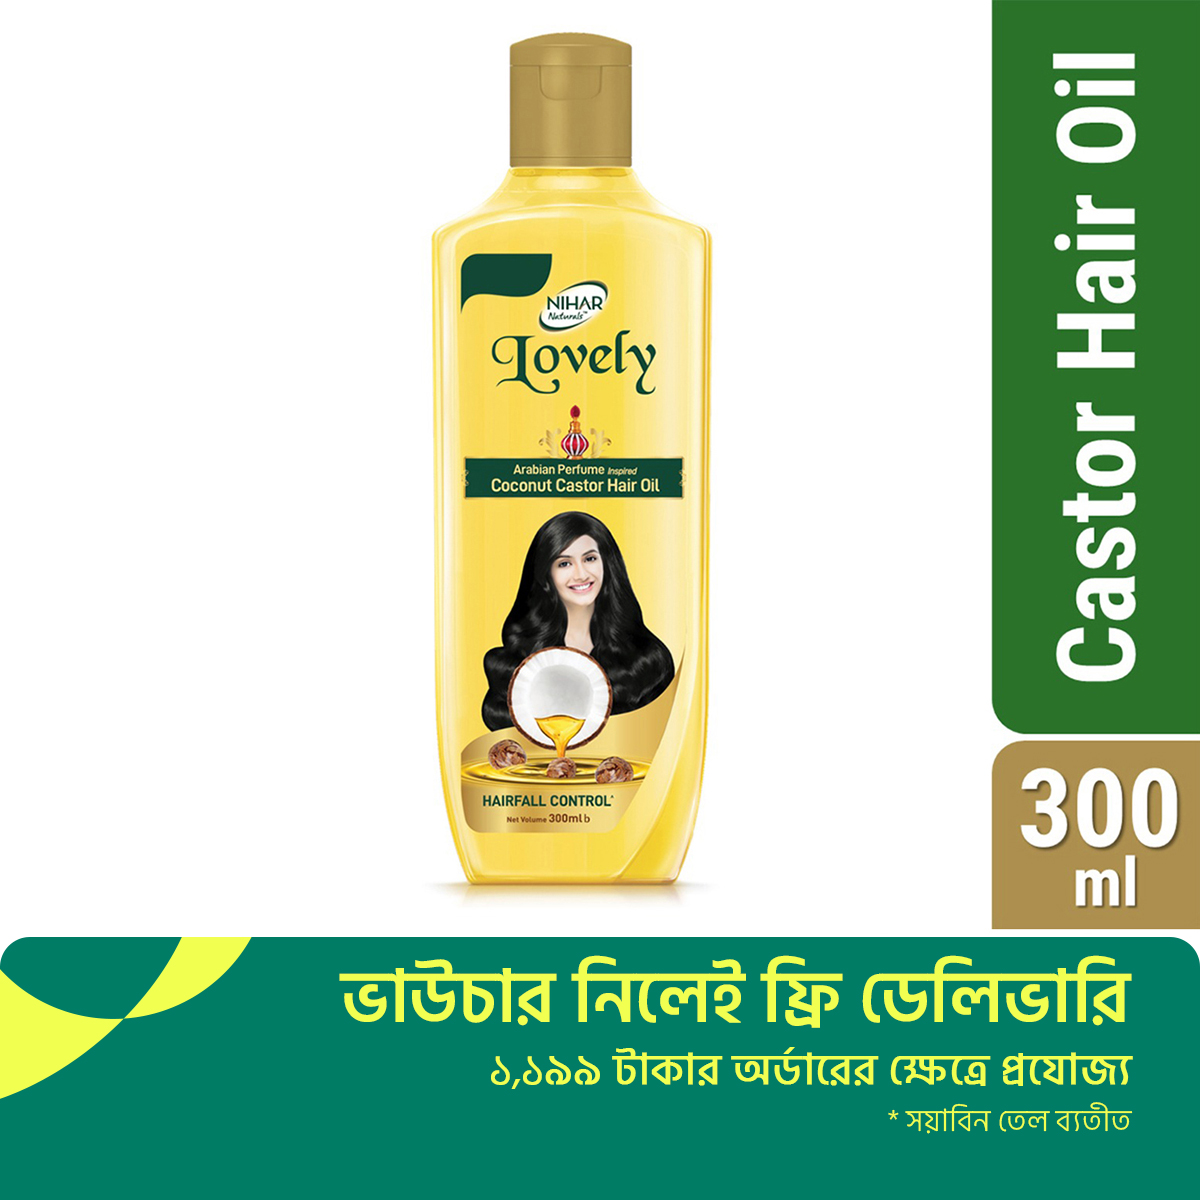 NIHAR
Naturals™
Lovely
Arabian Perfume Inspired
Coconut Castor Hair Oil
HAIRFALL CONTROL^
Net Volume 300ml b
Castor Hair Oil
300
ml
ভাউচার নিলেই ফ্রি ডেলিভারি
১,১৯৯ টাকার অর্ডারের ক্ষেত্রে প্রযোজ্য
* সয়াবিন তেল ব্যতীত